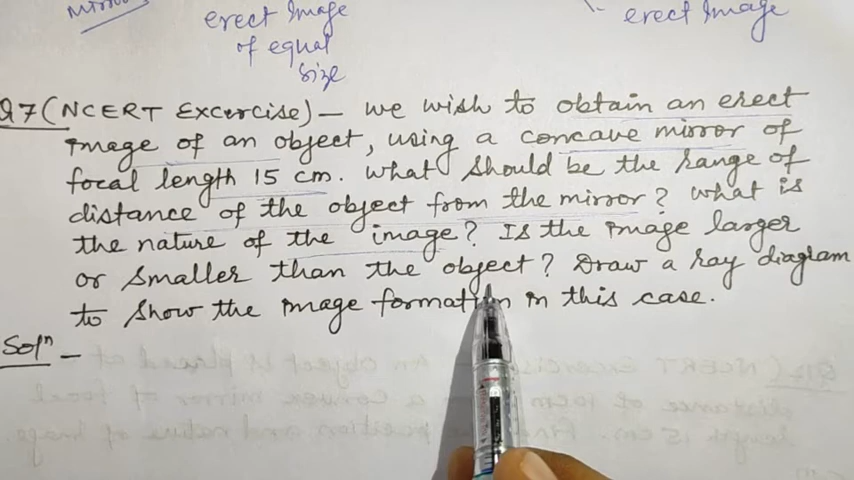 Mirror
erect Image
of equal
size
erect Image
Q7 (NCERT Excercise) — we wish to obtain an erect
Image of an object, using a concave mirror of
focal length 15 cm. what should be the range of
distance of the object from the mirror? what is
the nature of the image? Is the Image larger
or smaller than the object? Draw a ray diagram
to show the image formation in this case.
Solⁿ —